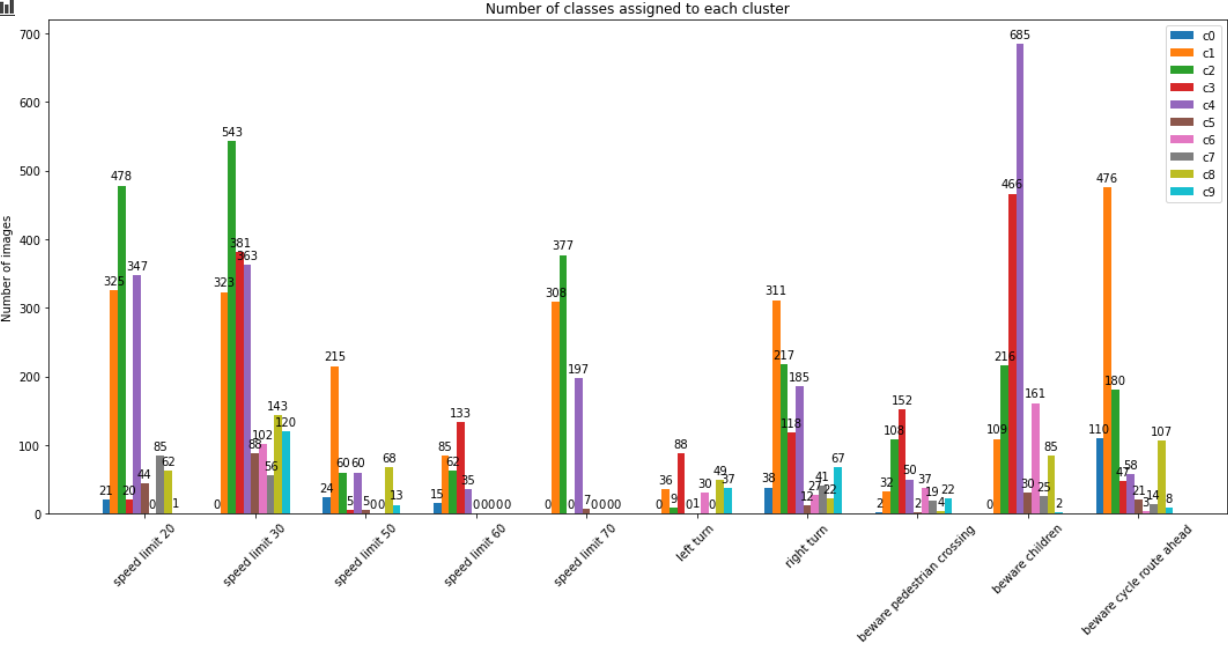 Number of classes assigned to each cluster
Number of images
700
600
500
400
300
200
100
0
c0
c1
c2
c3
c4
c5
c6
c7
c8
c9
21 325 478 20 347 44 0 85 62 1
0 323 543 381 363 88 102 56 143 120
24 215 60 5 60 5 0 0 68 13
15 85 62 133 35 0 0 0 0 0
0 308 377 0 197 7 0 0 0 0
0 36 9 88 0 1 30 0 49 37
38 311 217 118 185 12 27 41 22 67
2 32 108 152 50 2 37 19 4 22
0 109 216 466 685 30 161 25 85 2
110 476 180 47 58 21 3 14 107 8
speed limit 20
speed limit 30
speed limit 50
speed limit 60
speed limit 70
left turn
right turn
beware pedestrian crossing
beware children
beware cycle route ahead